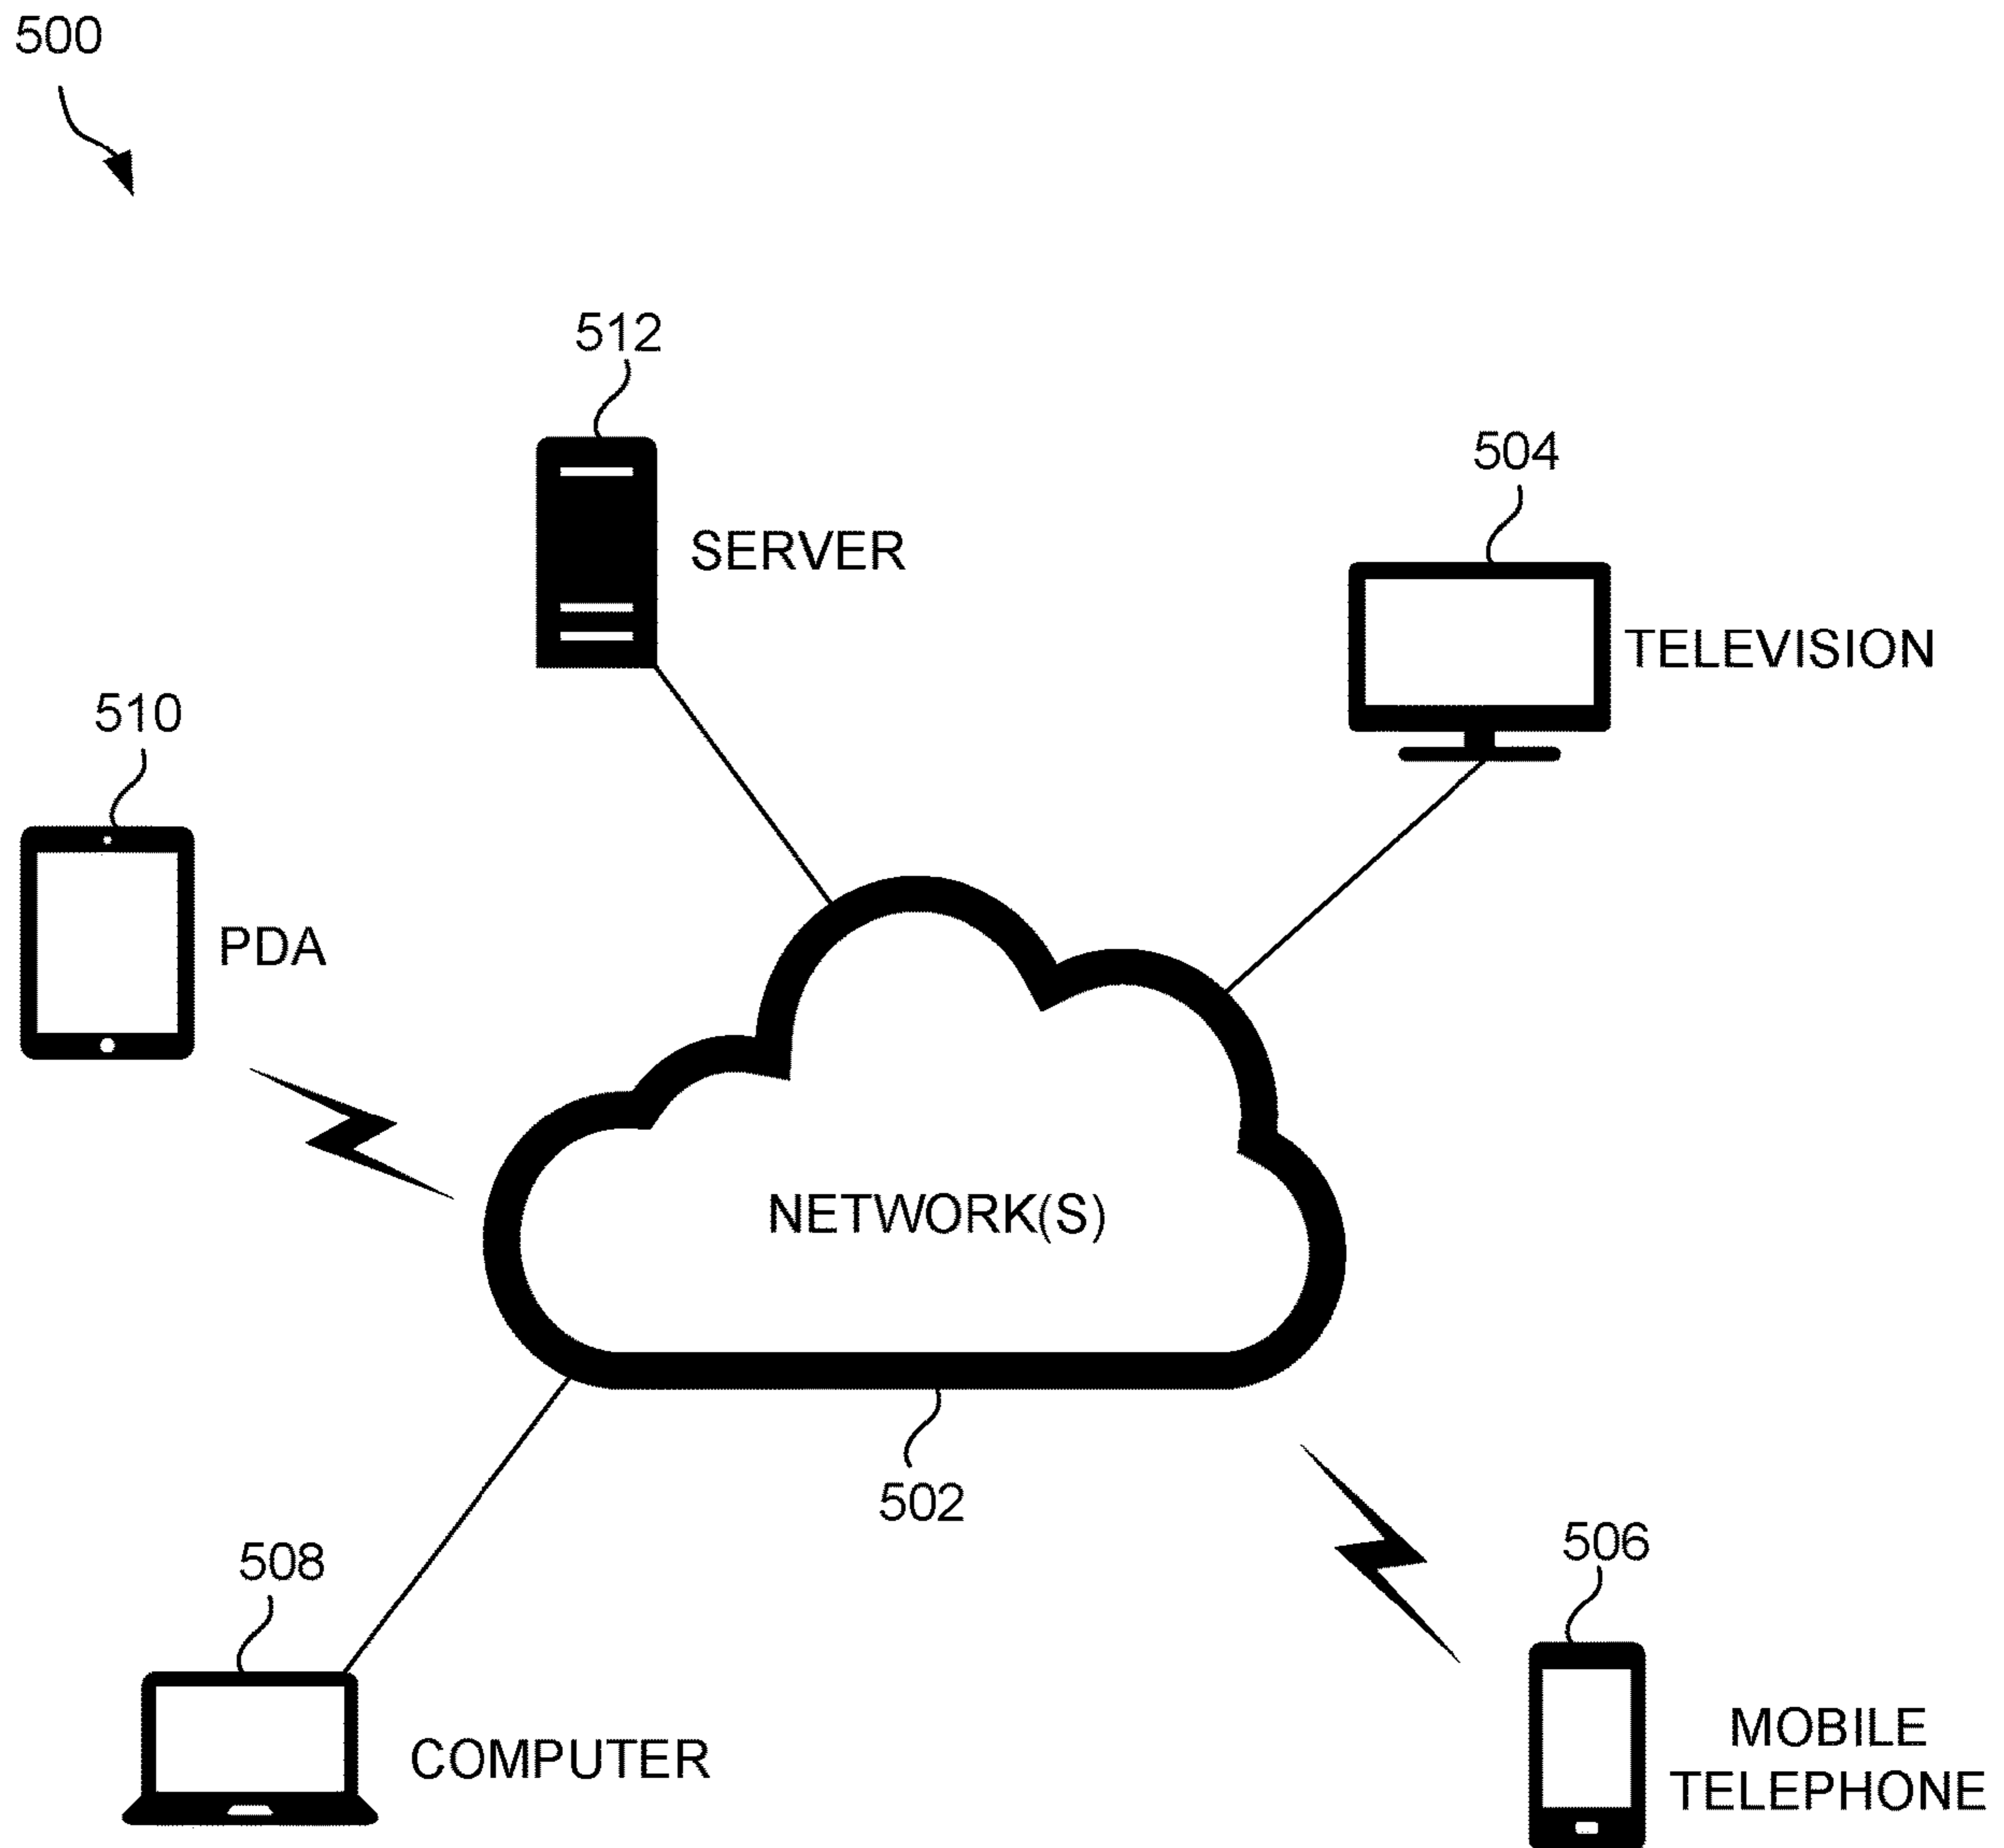 500
512
SERVER
504
TELEVISION
510
PDA
NETWORK(S)
502
508
COMPUTER
506
MOBILE
TELEPHONE